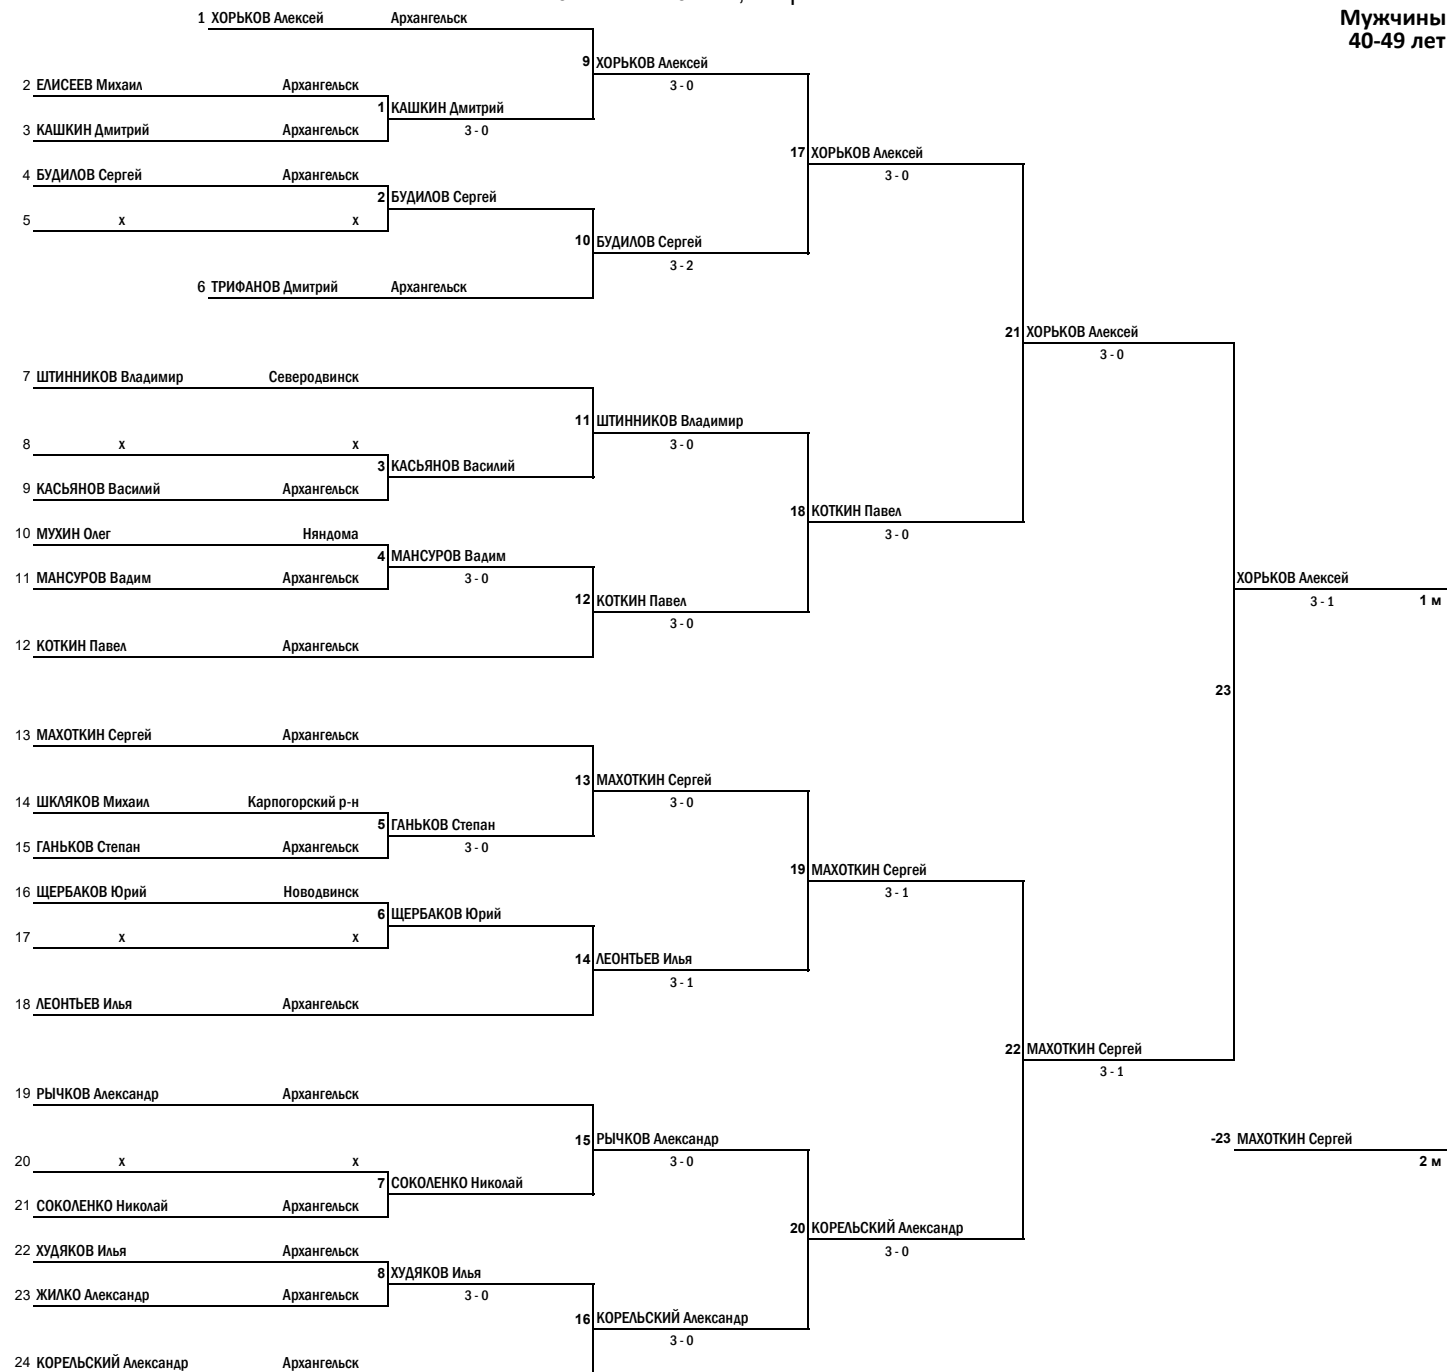 Мужчины
40-49 лет
1 ХОРЬКОВ Алексей Архангельск
9 ХОРЬКОВ Алексей
3 - 0
2 ЕЛИСЕЕВ Михаил Архангельск
1 КАШКИН Дмитрий
3 - 0
3 КАШКИН Дмитрий Архангельск
17 ХОРЬКОВ Алексей
3 - 0
4 БУДИЛОВ Сергей Архангельск
2 БУДИЛОВ Сергей
5 х х
10 БУДИЛОВ Сергей
3 - 2
6 ТРИФАНОВ Дмитрий Архангельск
21 ХОРЬКОВ Алексей
3 - 0
7 ШТИННИКОВ Владимир Северодвинск
11 ШТИННИКОВ Владимир
3 - 0
8 х х
3 КАСЬЯНОВ Василий
9 КАСЬЯНОВ Василий Архангельск
18 КОТКИН Павел
3 - 0
10 МУХИН Олег Няндома
4 МАНСУРОВ Вадим
3 - 0
11 МАНСУРОВ Вадим Архангельск
ХОРЬКОВ Алексей
3 - 1 1 м
12 КОТКИН Павел
3 - 0
12 КОТКИН Павел Архангельск
23
13 МАХОТКИН Сергей Архангельск
13 МАХОТКИН Сергей
3 - 0
14 ШКЛЯКОВ Михаил Карпогорский р-н
5 ГАНЬКОВ Степан
3 - 0
15 ГАНЬКОВ Степан Архангельск
19 МАХОТКИН Сергей
3 - 1
16 ЩЕРБАКОВ Юрий Новодвинск
6 ЩЕРБАКОВ Юрий
17 х х
14 ЛЕОНТЬЕВ Илья
3 - 1
18 ЛЕОНТЬЕВ Илья Архангельск
22 МАХОТКИН Сергей
3 - 1
19 РЫЧКОВ Александр Архангельск
15 РЫЧКОВ Александр
3 - 0
-23 МАХОТКИН Сергей
2 м
20 х х
7 СОКОЛЕНКО Николай
21 СОКОЛЕНКО Николай Архангельск
20 КОРЕЛЬСКИЙ Александр
3 - 0
22 ХУДЯКОВ Илья Архангельск
8 ХУДЯКОВ Илья
3 - 0
23 ЖИЛКО Александр Архангельск
16 КОРЕЛЬСКИЙ Александр
3 - 0
24 КОРЕЛЬСКИЙ Александр Архангельск